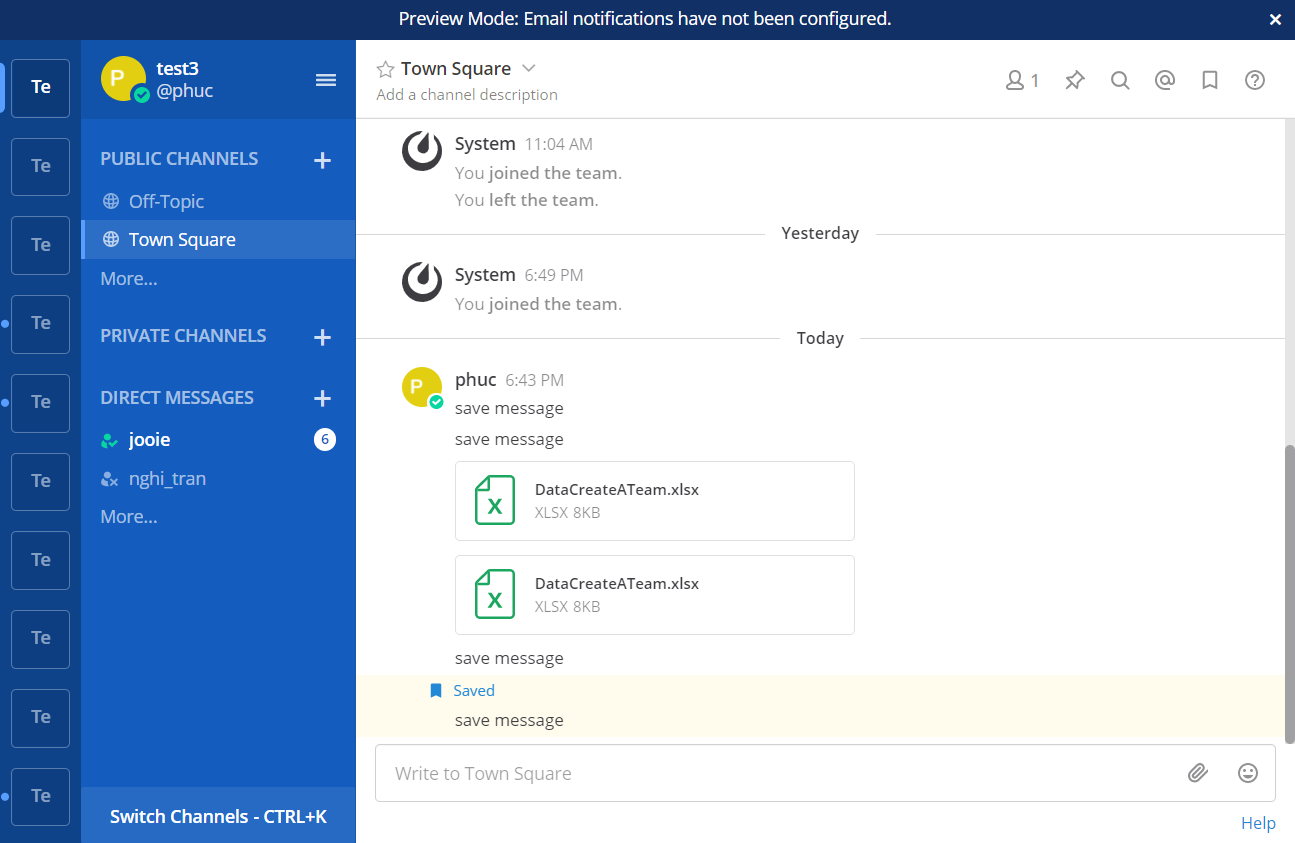 Preview Mode: Email notifications have not been configured.
Te
Te
Te
Te
Te
Te
Te
Te
Te
Te
P
test3
@phuc
PUBLIC CHANNELS
Off-Topic
Town Square
More...
PRIVATE CHANNELS
DIRECT MESSAGES
jooie 6
nghi_tran
More...
Switch Channels - CTRL+K
Town Square
Add a channel description
1
System 11:04 AM
You joined the team.
You left the team.
Yesterday
System 6:49 PM
You joined the team.
Today
P
phuc 6:43 PM
save message
save message
X
DataCreateATeam.xlsx
XLSX 8KB
X
DataCreateATeam.xlsx
XLSX 8KB
save message
Saved
save message
Write to Town Square
Help